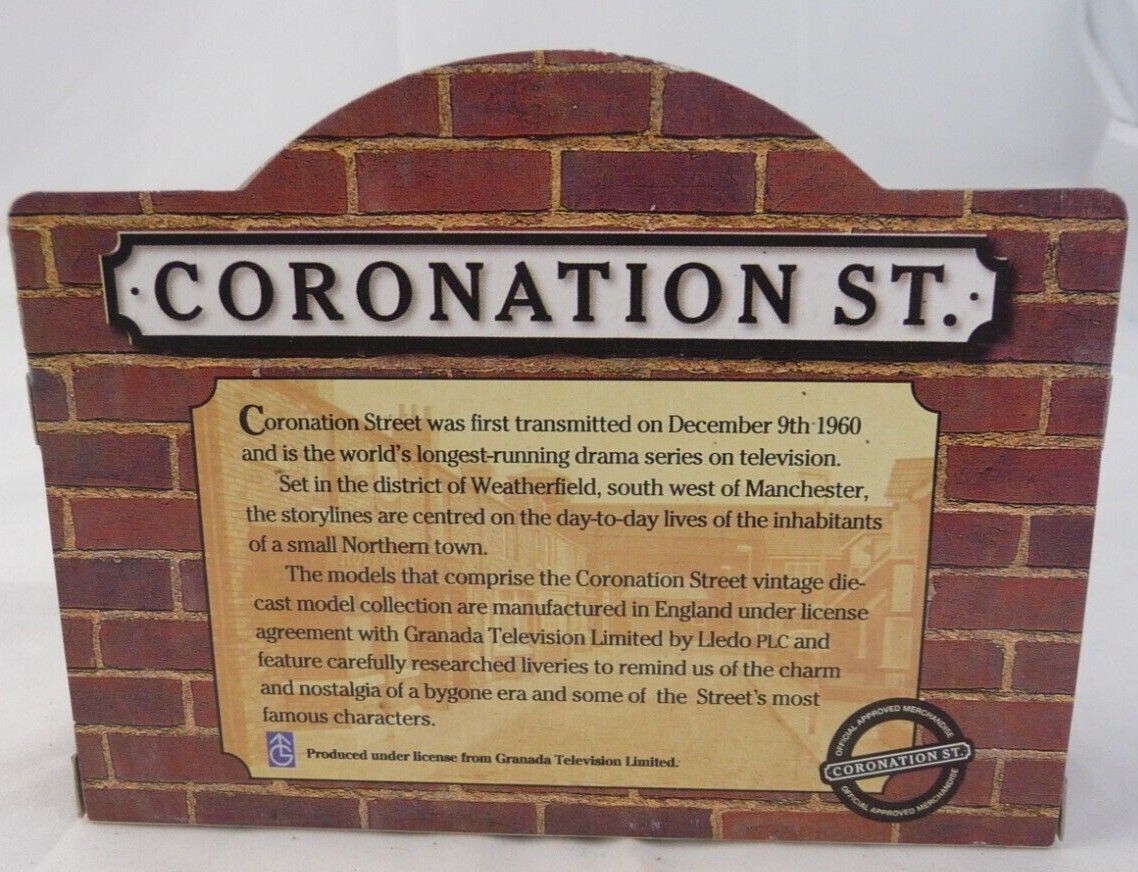 · CORONATION ST. ·
Coronation Street was first transmitted on December 9th 1960
and is the world's longest-running drama series on television.
Set in the district of Weatherfield, south west of Manchester,
the storylines are centred on the day-to-day lives of the inhabitants
of a small Northern town.
The models that comprise the Coronation Street vintage die-
cast model collection are manufactured in England under license
agreement with Granada Television Limited by Lledo PLC and
feature carefully researched liveries to remind us of the charm
and nostalgia of a bygone era and some of the Street's most
famous characters.
G
Produced under license from Granada Television Limited.
OFFICIAL APPROVED MERCHANDISE
· CORONATION ST. ·
OFFICIAL APPROVED MERCHANDISE